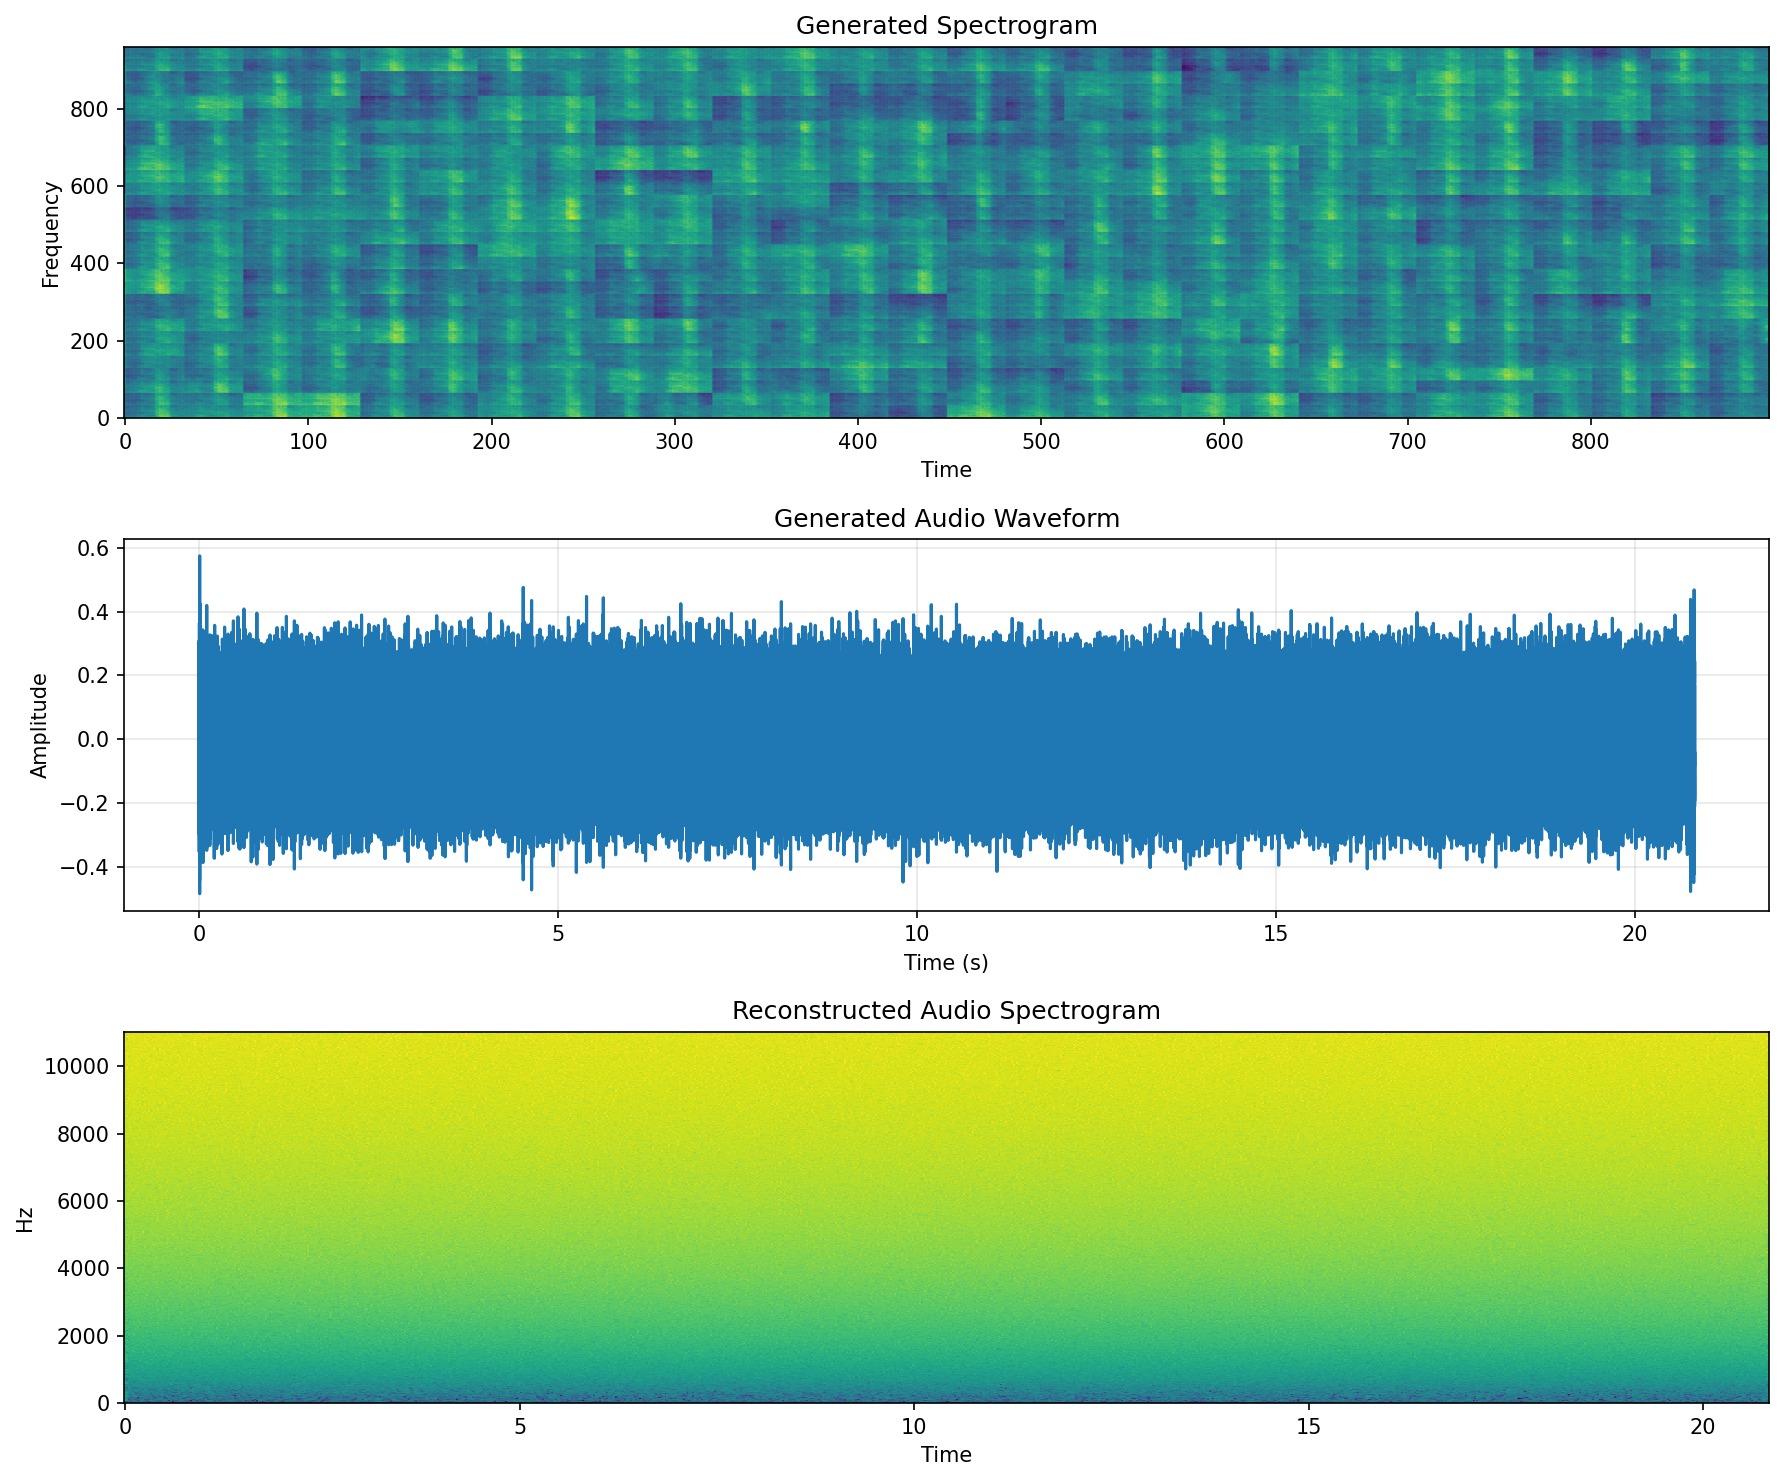 Generated Spectrogram
Frequency
800
600
400
200
0
0 100 200 300 400 500 600 700 800
Time
Generated Audio Waveform
Amplitude
0.6
0.4
0.2
0.0
−0.2
−0.4
0 5 10 15 20
Time (s)
Reconstructed Audio Spectrogram
Hz
10000
8000
6000
4000
2000
0
0 5 10 15 20
Time